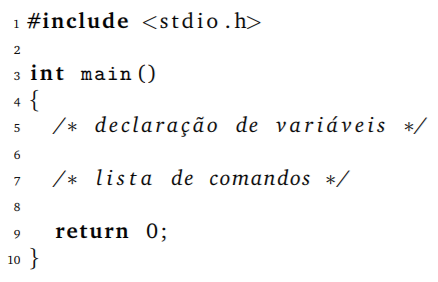 1 #include <stdio.h>
2
3 int main()
4 {
5 /* declaração de variáveis */
6
7 /* lista de comandos */
8
9 return 0;
10 }